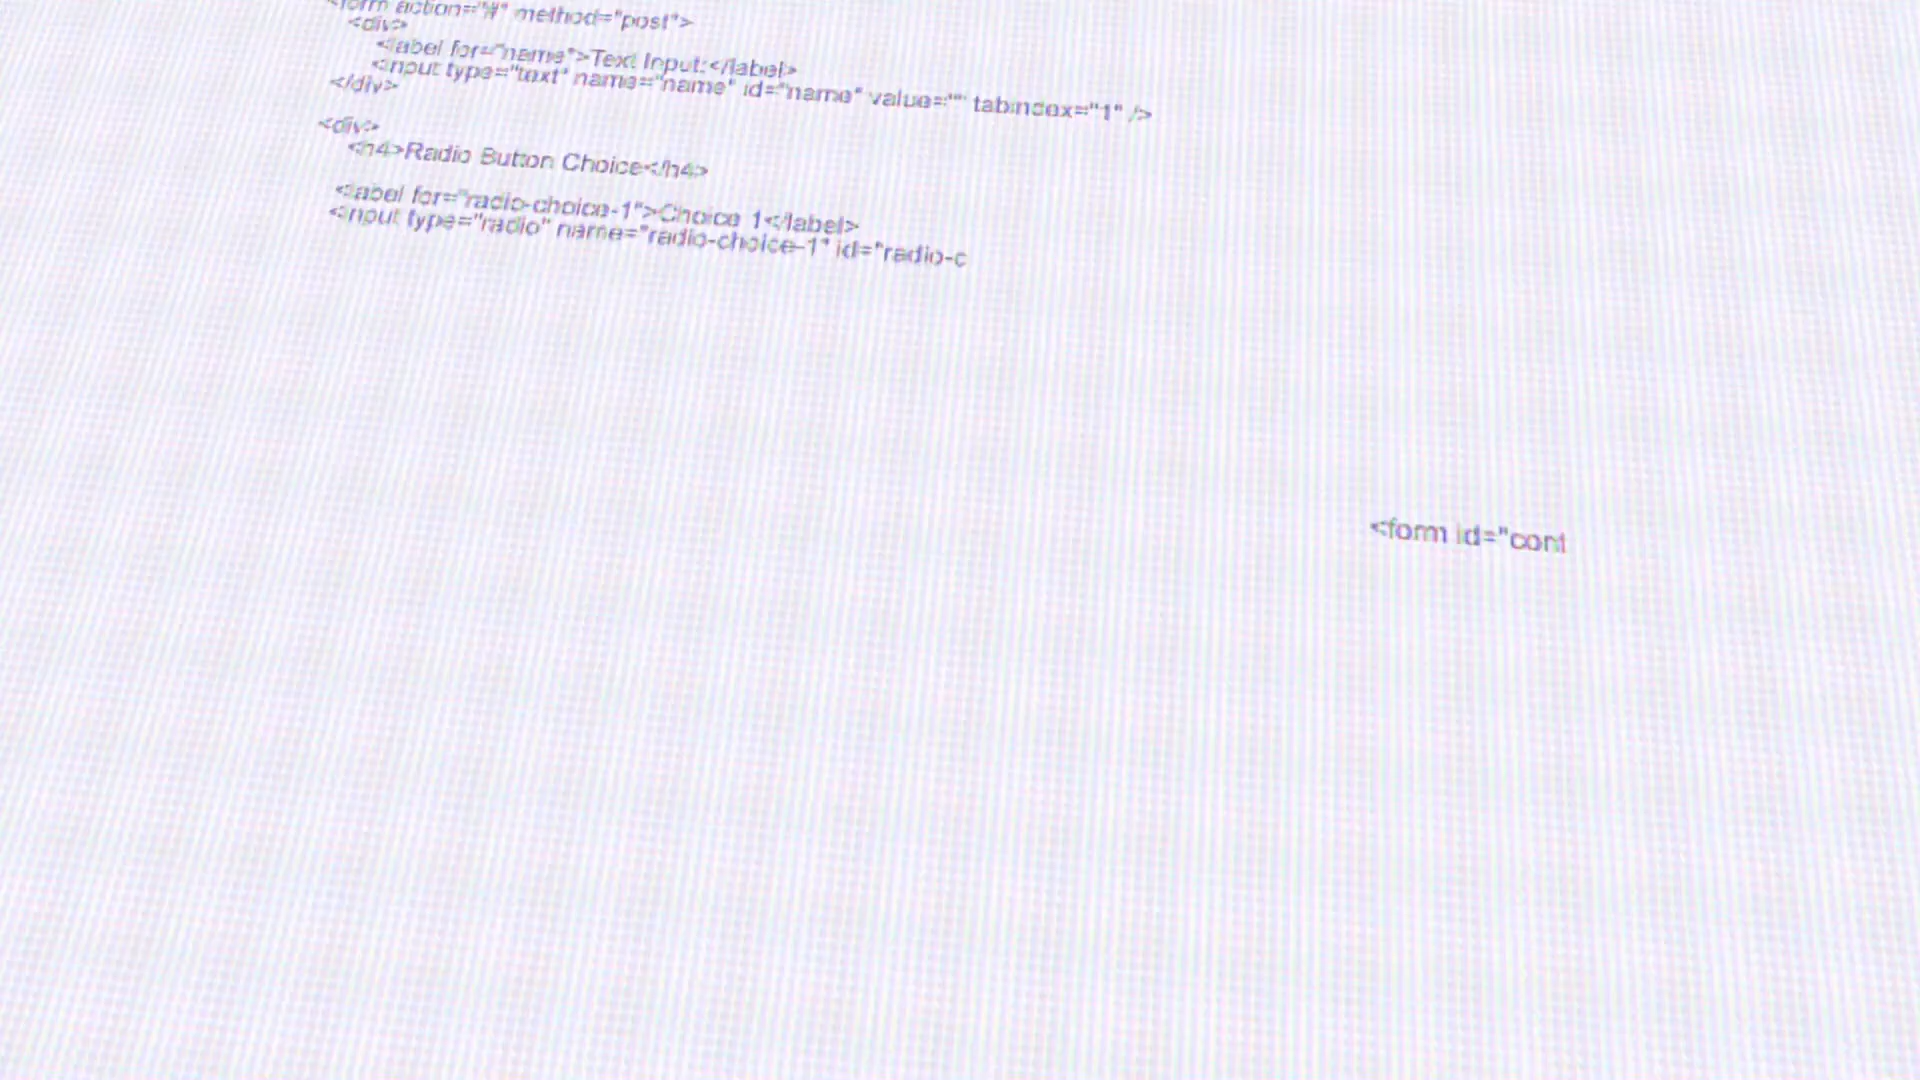 <form action="#" method="post">
<div>
<label for="name">Text Input:</label>
<input type="text" name="name" id="name" value="" tabindex="1" />
</div>
<div>
<h4>Radio Button Choice</h4>
<label for="radio-choice-1">Choice 1</label>
<input type="radio" name="radio-choice-1" id="radio-c
<form id="cont